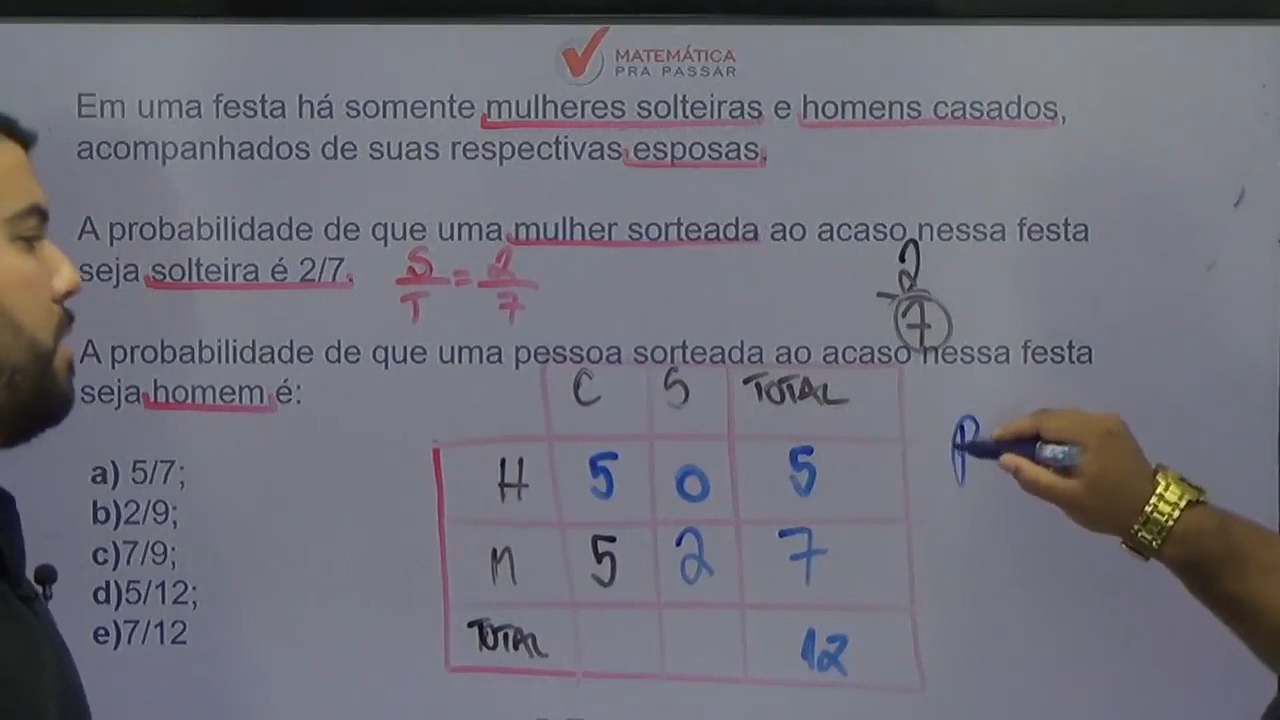 MATEMÁTICA
PRA PASSAR
Em uma festa há somente mulheres solteiras e homens casados,
acompanhados de suas respectivas esposas.
A probabilidade de que uma mulher sorteada ao acaso nessa festa
seja solteira é 2/7.
S/T = 2/7
2/7
A probabilidade de que uma pessoa sorteada ao acaso nessa festa
seja homem é:
a) 5/7;
b)2/9;
c)7/9;
d)5/12;
e)7/12
C S TOTAL
H 5 0 5
M 5 2 7
TOTAL 12
P